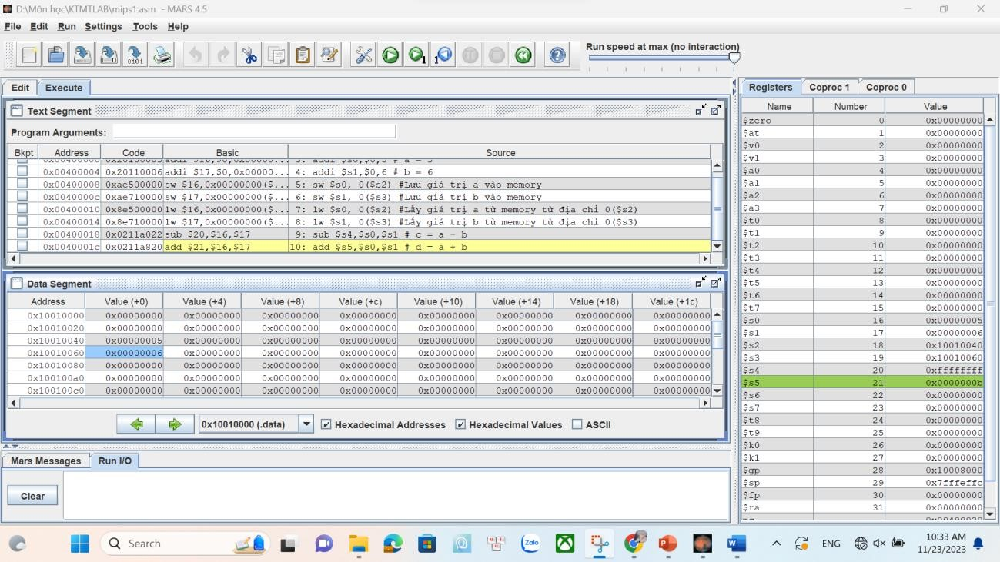 D:\Môn học\KTMTLAB\mips1.asm - MARS 4.5
File Edit Run Settings Tools Help
Run speed at max (no interaction)
Edit Execute
Registers Coproc 1 Coproc 0
Text Segment
Program Arguments:
Bkpt Address Code Basic Source
0x00400000 0x20100005 addi $16,$0,0x00000... 3: addi $s0,$0,5 # a = 5
0x00400004 0x20110006 addi $17,$0,0x00000... 4: addi $s1,$0,6 # b = 6
0x00400008 0xae500000 sw $16,0x00000000($... 5: sw $s0, 0($s2) #Lưu giá trị a vào memory
0x0040000c 0xae710000 sw $17,0x00000000($... 6: sw $s1, 0($s3) #Lưu giá trị b vào memory
0x00400010 0x8e500000 lw $16,0x00000000($... 7: lw $s0, 0($s2) #Lấy giá trị a từ memory từ địa chỉ 0($s2)
0x00400014 0x8e710000 lw $17,0x00000000($... 8: lw $s1, 0($s3) #Lấy giá trị b từ memory từ địa chỉ 0($s3)
0x00400018 0x0211a022 sub $20,$16,$17 9: sub $s4,$s0,$s1 # c = a - b
0x0040001c 0x0211a820 add $21,$16,$17 10: add $s5,$s0,$s1 # d = a + b
Data Segment
Address Value (+0) Value (+4) Value (+8) Value (+c) Value (+10) Value (+14) Value (+18) Value (+1c)
0x10010000 0x00000000 0x00000000 0x00000000 0x00000000 0x00000000 0x00000000 0x00000000 0x00000000
0x10010020 0x00000000 0x00000000 0x00000000 0x00000000 0x00000000 0x00000000 0x00000000 0x00000000
0x10010040 0x00000005 0x00000000 0x00000000 0x00000000 0x00000000 0x00000000 0x00000000 0x00000000
0x10010060 0x00000006 0x00000000 0x00000000 0x00000000 0x00000000 0x00000000 0x00000000 0x00000000
0x10010080 0x00000000 0x00000000 0x00000000 0x00000000 0x00000000 0x00000000 0x00000000 0x00000000
0x100100a0 0x00000000 0x00000000 0x00000000 0x00000000 0x00000000 0x00000000 0x00000000 0x00000000
0x100100c0 0x00000000 0x00000000 0x00000000 0x00000000 0x00000000 0x00000000 0x00000000 0x00000000
0x10010000 (.data) Hexadecimal Addresses Hexadecimal Values ASCII
Mars Messages Run I/O
Clear
Name Number Value
$zero 0 0x00000000
$at 1 0x00000000
$v0 2 0x00000000
$v1 3 0x00000000
$a0 4 0x00000000
$a1 5 0x00000000
$a2 6 0x00000000
$a3 7 0x00000000
$t0 8 0x00000000
$t1 9 0x00000000
$t2 10 0x00000000
$t3 11 0x00000000
$t4 12 0x00000000
$t5 13 0x00000000
$t6 14 0x00000000
$t7 15 0x00000000
$s0 16 0x00000005
$s1 17 0x00000006
$s2 18 0x10010040
$s3 19 0x10010060
$s4 20 0xffffffff
$s5 21 0x0000000b
$s6 22 0x00000000
$s7 23 0x00000000
$t8 24 0x00000000
$t9 25 0x00000000
$k0 26 0x00000000
$k1 27 0x00000000
$gp 28 0x10008000
$sp 29 0x7fffeffc
$fp 30 0x00000000
$ra 31 0x00000000
pc 0x00400020
Search
Zalo
ENG
10:33 AM
11/23/2023